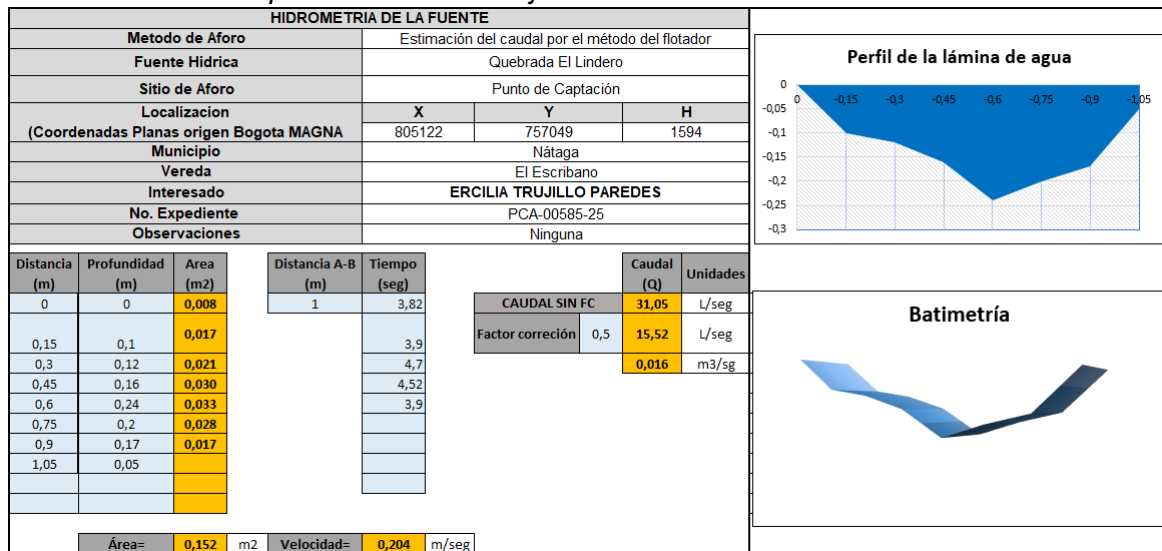 HIDROMETRIA DE LA FUENTE
Metodo de Aforo Estimación del caudal por el método del flotador
Fuente Hidrica Quebrada El Lindero
Sitio de Aforo Punto de Captación
Localizacion X Y H
(Coordenadas Planas origen Bogota MAGNA 805122 757049 1594
Municipio Nátaga
Vereda El Escribano
Interesado ERCILIA TRUJILLO PAREDES
No. Expediente PCA-00585-25
Observaciones Ninguna
Distancia Profundidad Area Distancia A-B Tiempo Caudal Unidades
(m) (m) (m2) (m) (seg) (Q)
0 0 0,008 1 3,82 CAUDAL SIN FC 31,05 L/seg
0,15 0,1 0,017 3,9 Factor correción 0,5 15,52 L/seg
0,3 0,12 0,021 4,7 0,016 m3/sg
0,45 0,16 0,030 4,52
0,6 0,24 0,033 3,9
0,75 0,2 0,028
0,9 0,17 0,017
1,05 0,05
Área= 0,152 m2 Velocidad= 0,204 m/seg
Perfil de la lámina de agua
0
0 -0,15 -0,3 -0,45 -0,6 -0,75 -0,9 -1,05
-0,05
-0,1
-0,15
-0,2
-0,25
-0,3
Batimetría